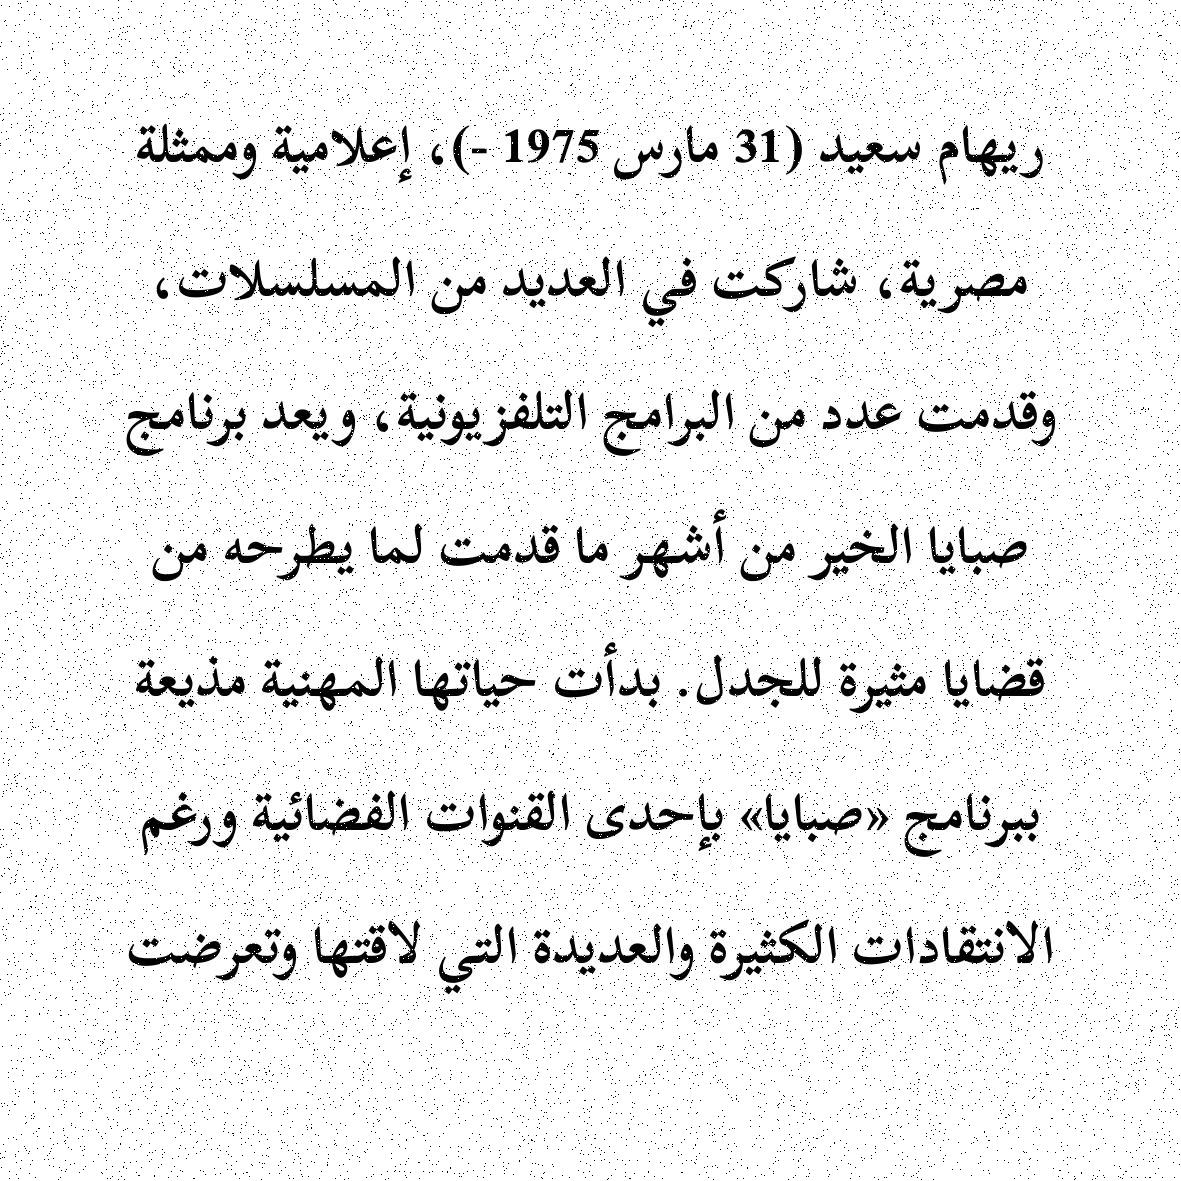 ريهام سعيد (31 مارس 1975 -)، إعلامية وممثلة
مصرية، شاركت في العديد من المسلسلات،
وقدمت عدد من البرامج التلفزيونية، ويعد برنامج
صبايا الخير من أشهر ما قدمت لما يطرحه من
قضايا مثيرة للجدل. بدأت حياتها المهنية مذيعة
ببرنامج «صبايا» بإحدى القنوات الفضائية ورغم
الانتقادات الكثيرة والعديدة التي لاقتها وتعرضت